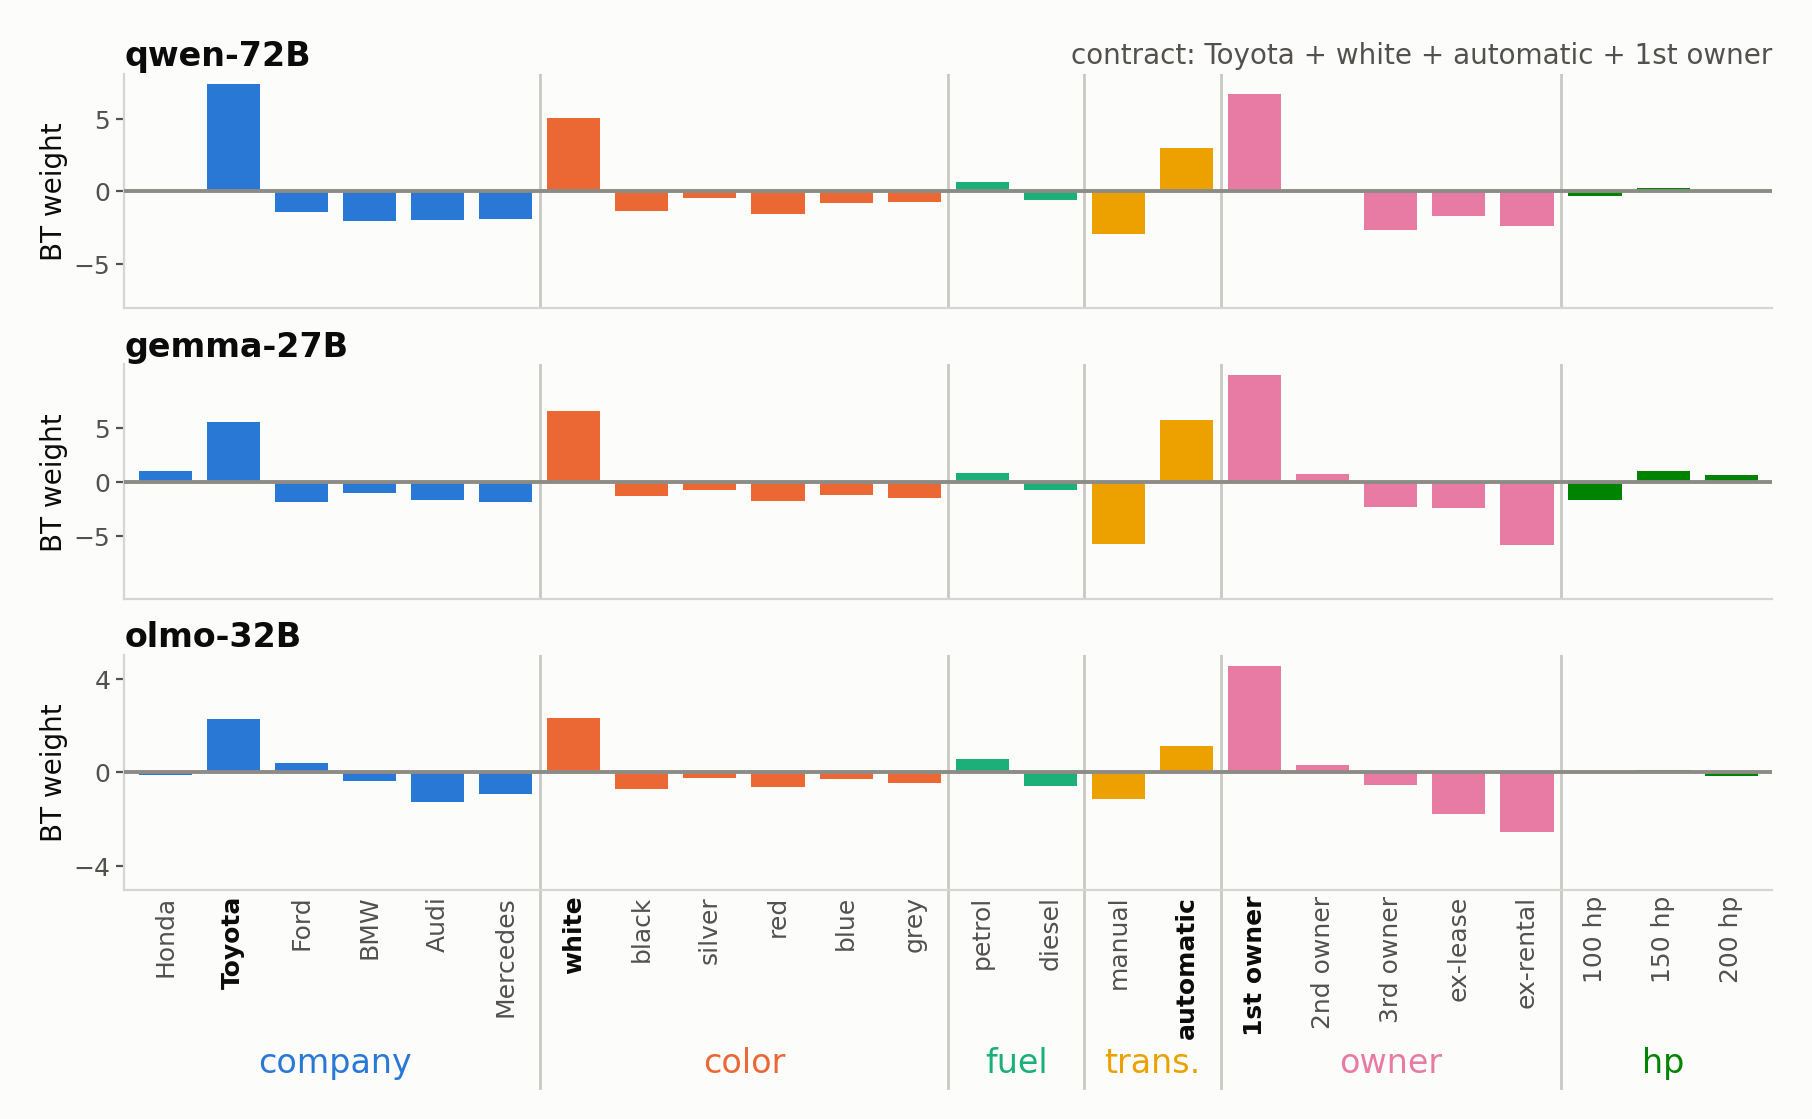 qwen-72B
contract: Toyota + white + automatic + 1st owner
BT weight
5
0
−5
gemma-27B
BT weight
5
0
−5
olmo-32B
BT weight
4
0
−4
Honda
Toyota
Ford
BMW
Audi
Mercedes
white
black
silver
red
blue
grey
petrol
diesel
manual
automatic
1st owner
2nd owner
3rd owner
ex-lease
ex-rental
100 hp
150 hp
200 hp
company
color
fuel
trans.
owner
hp